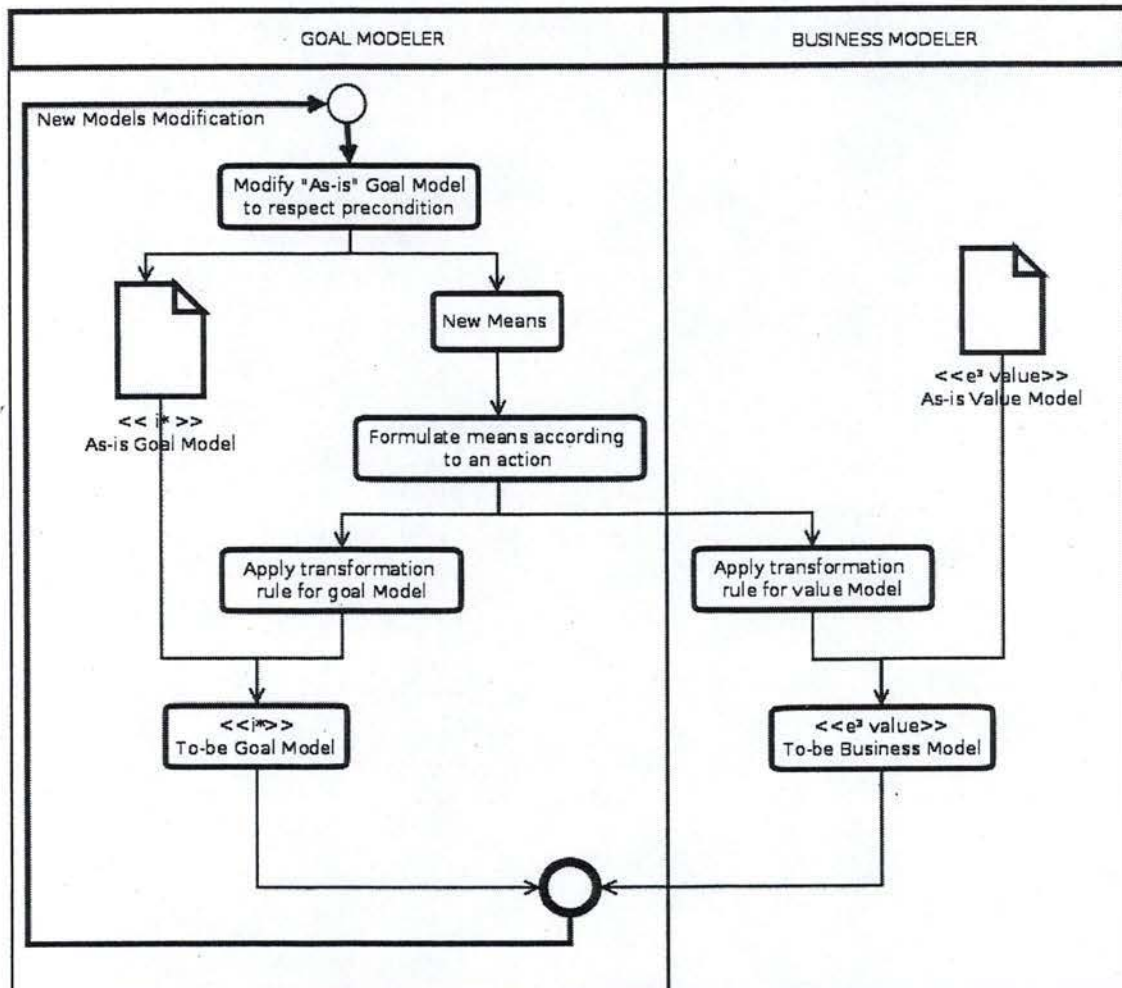 GOAL MODELER
BUSINESS MODELER
New Models Modification
Modify "As-is" Goal Model
to respect precondition
New Means
<< i* >>
As-is Goal Model
<<e³ value>>
As-is Value Model
Formulate means according
to an action
Apply transformation
rule for goal Model
Apply transformation
rule for value Model
<<i*>>
To-be Goal Model
<<e³ value>>
To-be Business Model